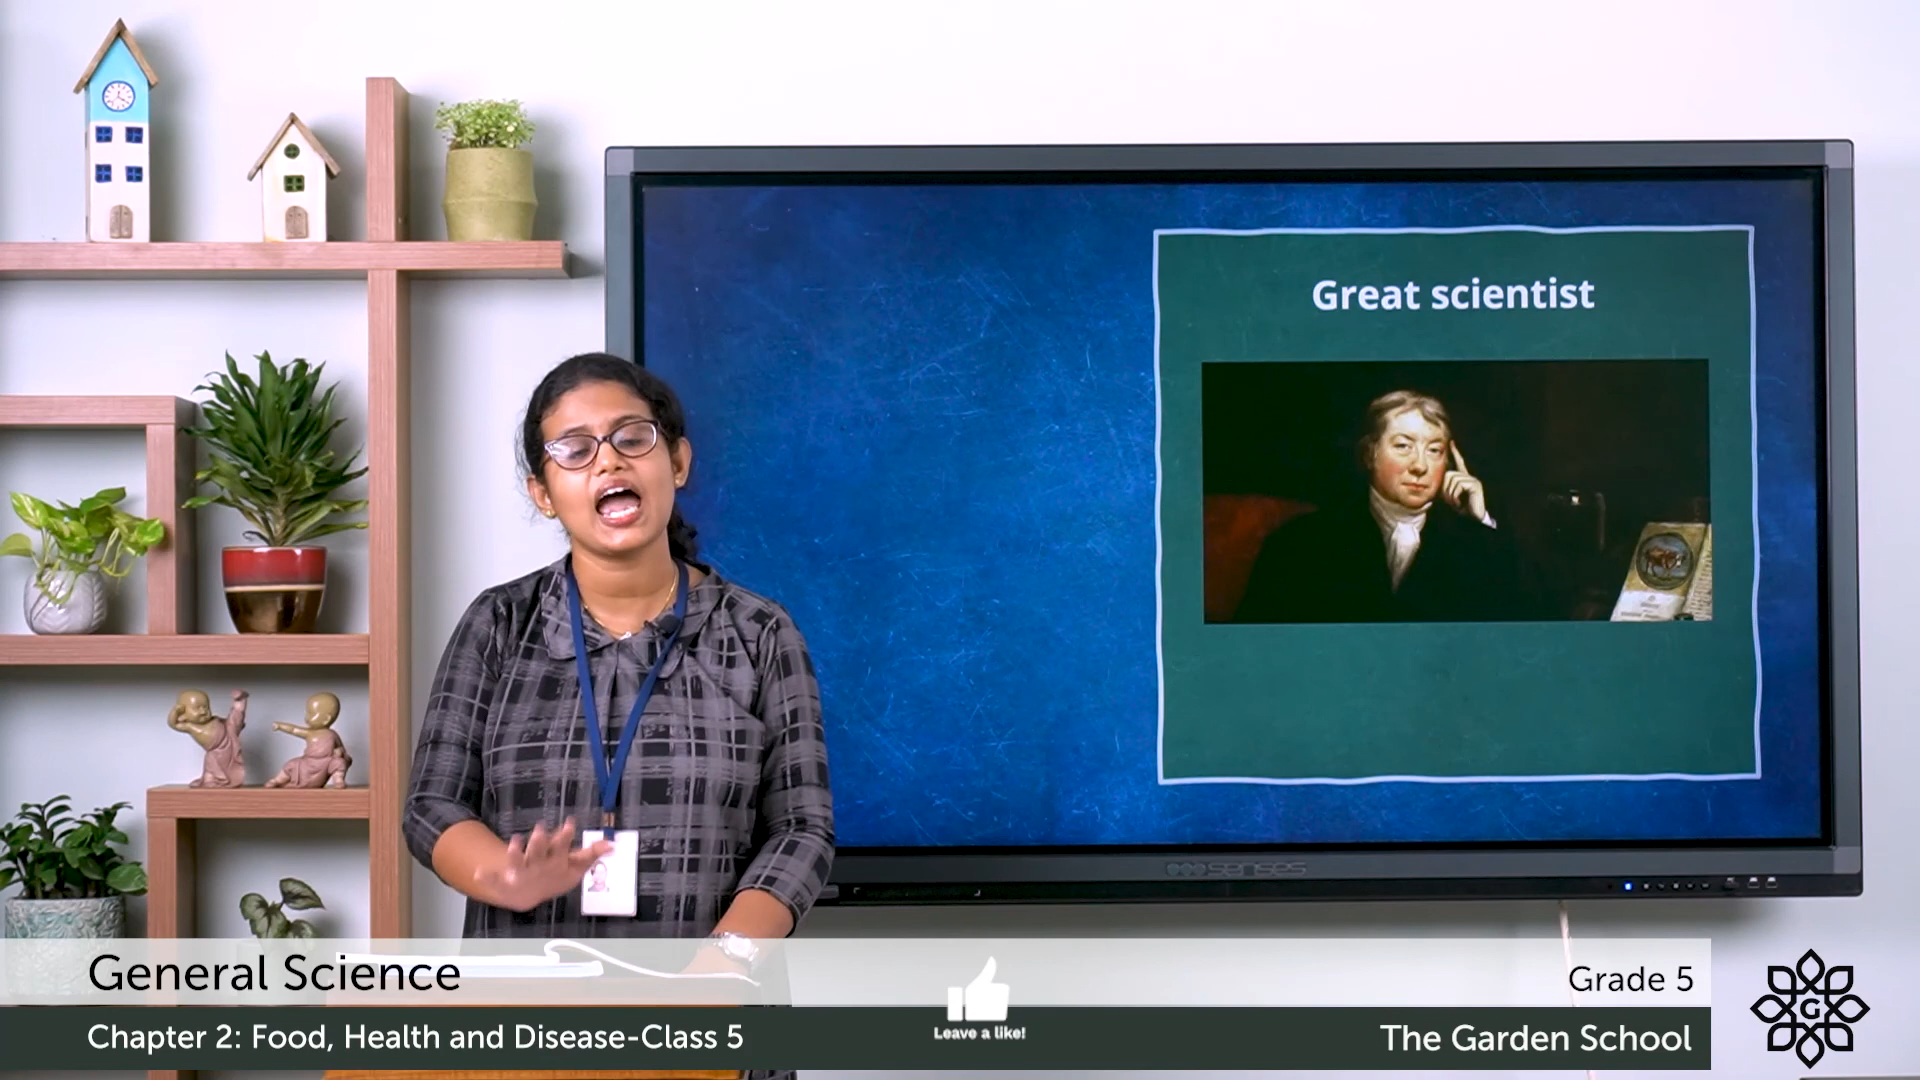 Great scientist
senses
General Science
Grade 5
Chapter 2: Food, Health and Disease-Class 5
Leave a like!
The Garden School
G